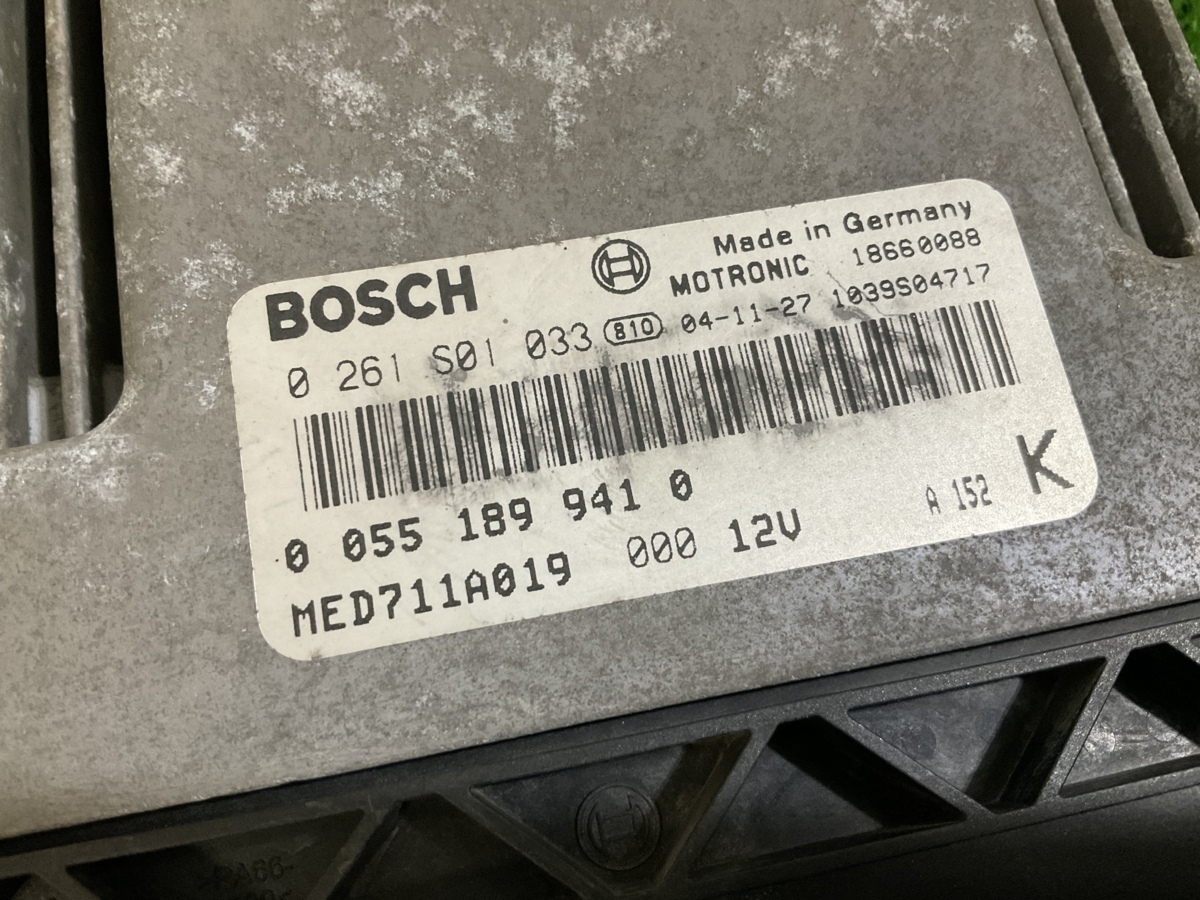 BOSCH
Made in Germany
MOTRONIC 18660088
0 261 S01 033 810 04-11-27 1039S04717
0 055 189 941 0
MED711A019 000 12V
A 152 K
>PA66-